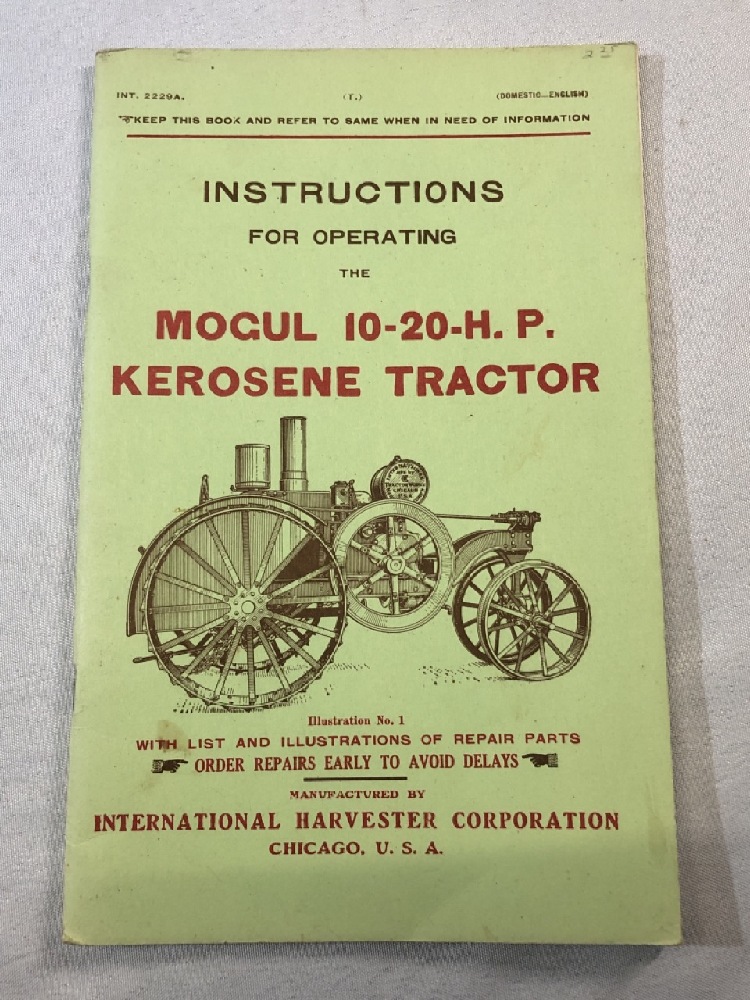 INT. 2229A. (T.) (DOMESTIC—ENGLISH)
KEEP THIS BOOK AND REFER TO SAME WHEN IN NEED OF INFORMATION
INSTRUCTIONS
FOR OPERATING
THE
MOGUL 10-20-H. P.
KEROSENE TRACTOR
Illustration No. 1
WITH LIST AND ILLUSTRATIONS OF REPAIR PARTS
ORDER REPAIRS EARLY TO AVOID DELAYS
MANUFACTURED BY
INTERNATIONAL HARVESTER CORPORATION
CHICAGO, U. S. A.